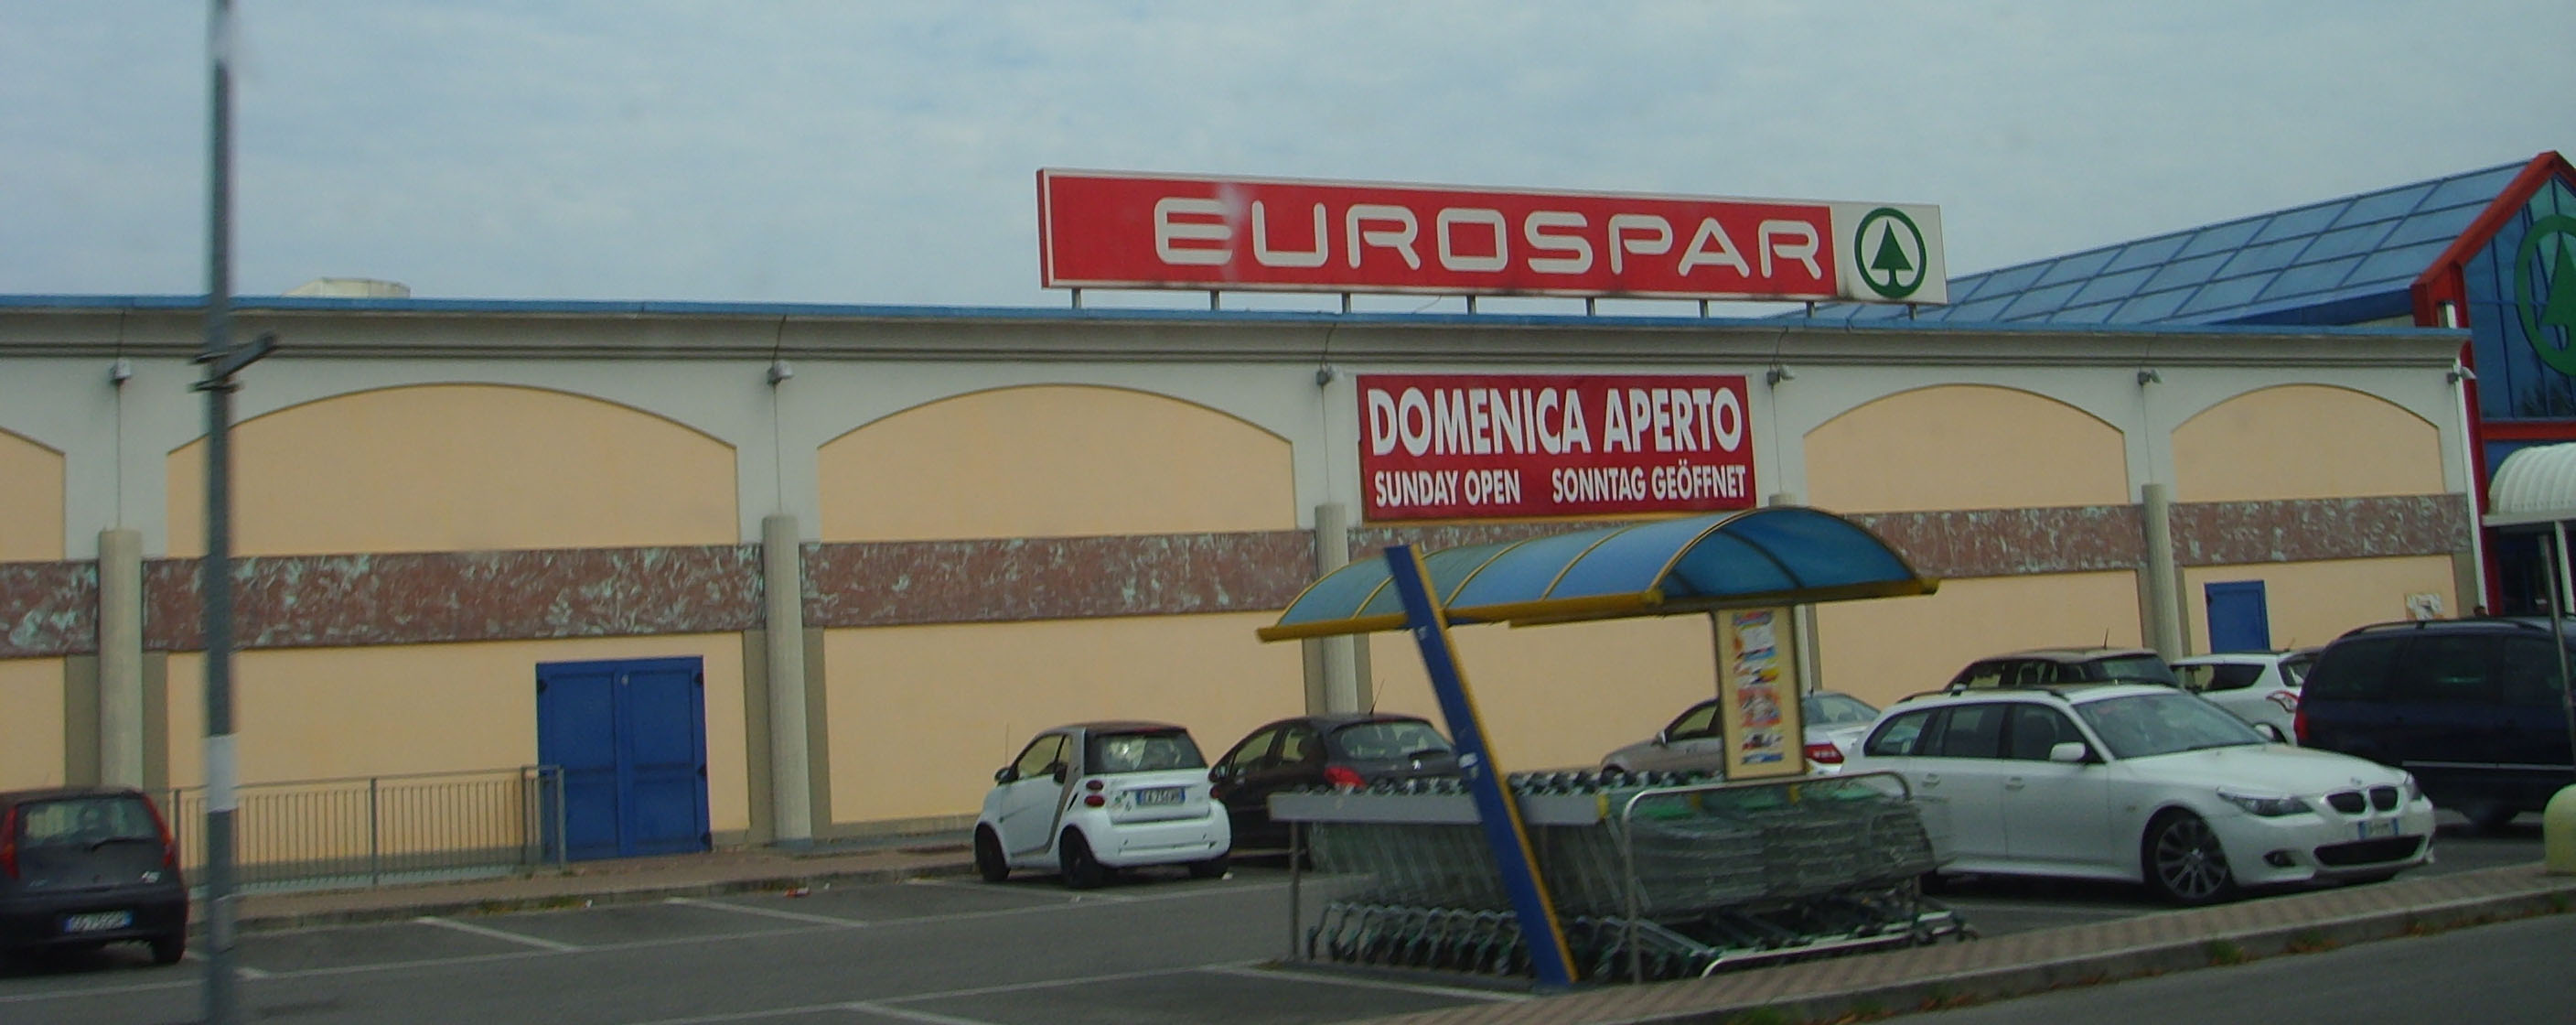 EUROSPAR
DOMENICA APERTO
SUNDAY OPEN SONNTAG GEÖFFNET